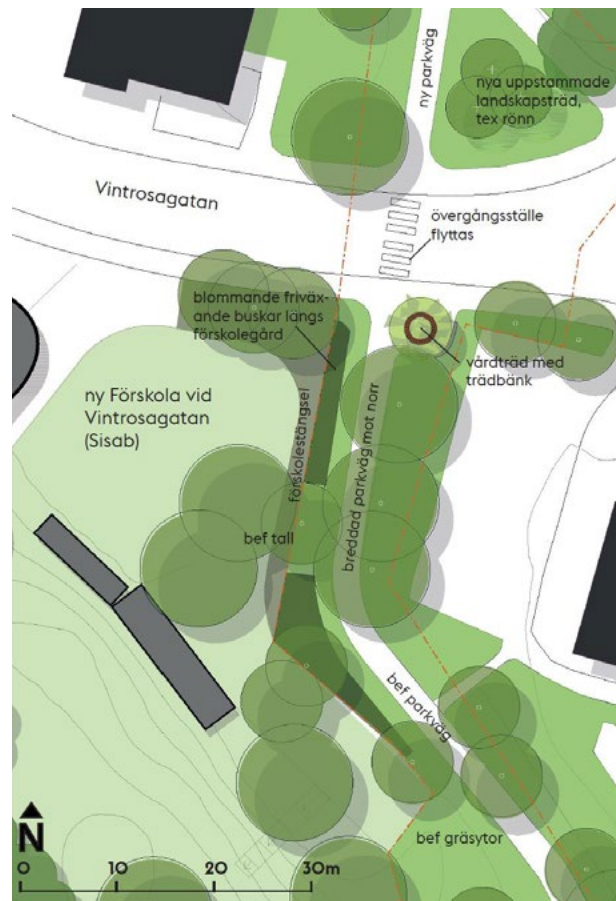 ny parkväg
nya uppstammade
landskapsträd,
tex rönn
Vintrosagatan
övergångsställe
flyttas
blommande friväx-
ande buskar längs
förskolegård
vårdträd med
trädbänk
ny Förskola vid
Vintrosagatan
(Sisab)
förskolestängsel
breddad parkväg mot norr
bef tall
bef parkväg
bef gräsytor
N
0 10 20 30m